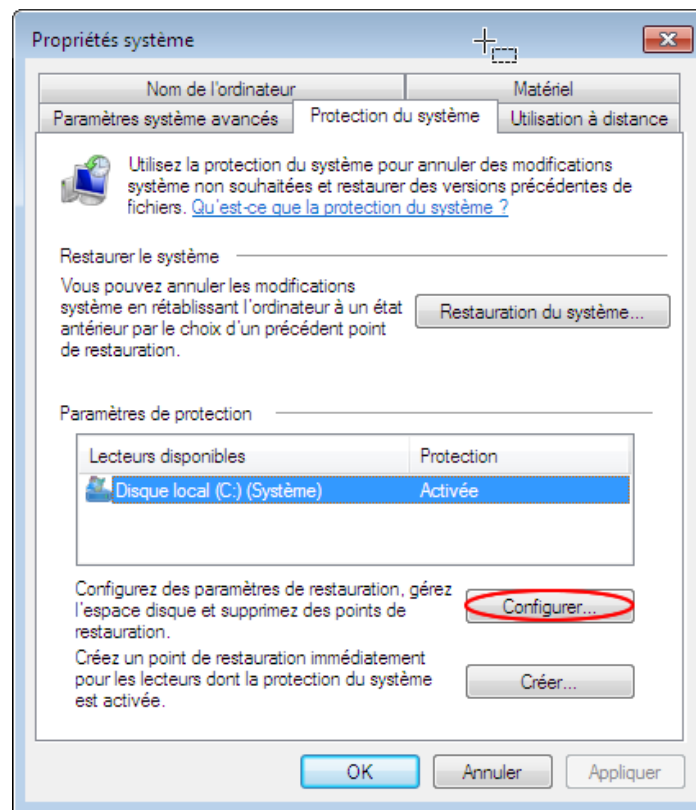 Propriétés système
Nom de l'ordinateur
Matériel
Paramètres système avancés
Protection du système
Utilisation à distance
Utilisez la protection du système pour annuler des modifications
système non souhaitées et restaurer des versions précédentes de
fichiers. Qu'est-ce que la protection du système ?
Restaurer le système
Vous pouvez annuler les modifications
système en rétablissant l'ordinateur à un état
antérieur par le choix d'un précédent point
de restauration.
Restauration du système...
Paramètres de protection
Lecteurs disponibles
Protection
Disque local (C:) (Système)
Activée
Configurez des paramètres de restauration, gérez
l'espace disque et supprimez des points de
restauration.
Configurer...
Créez un point de restauration immédiatement
pour les lecteurs dont la protection du système
est activée.
Créer...
OK
Annuler
Appliquer